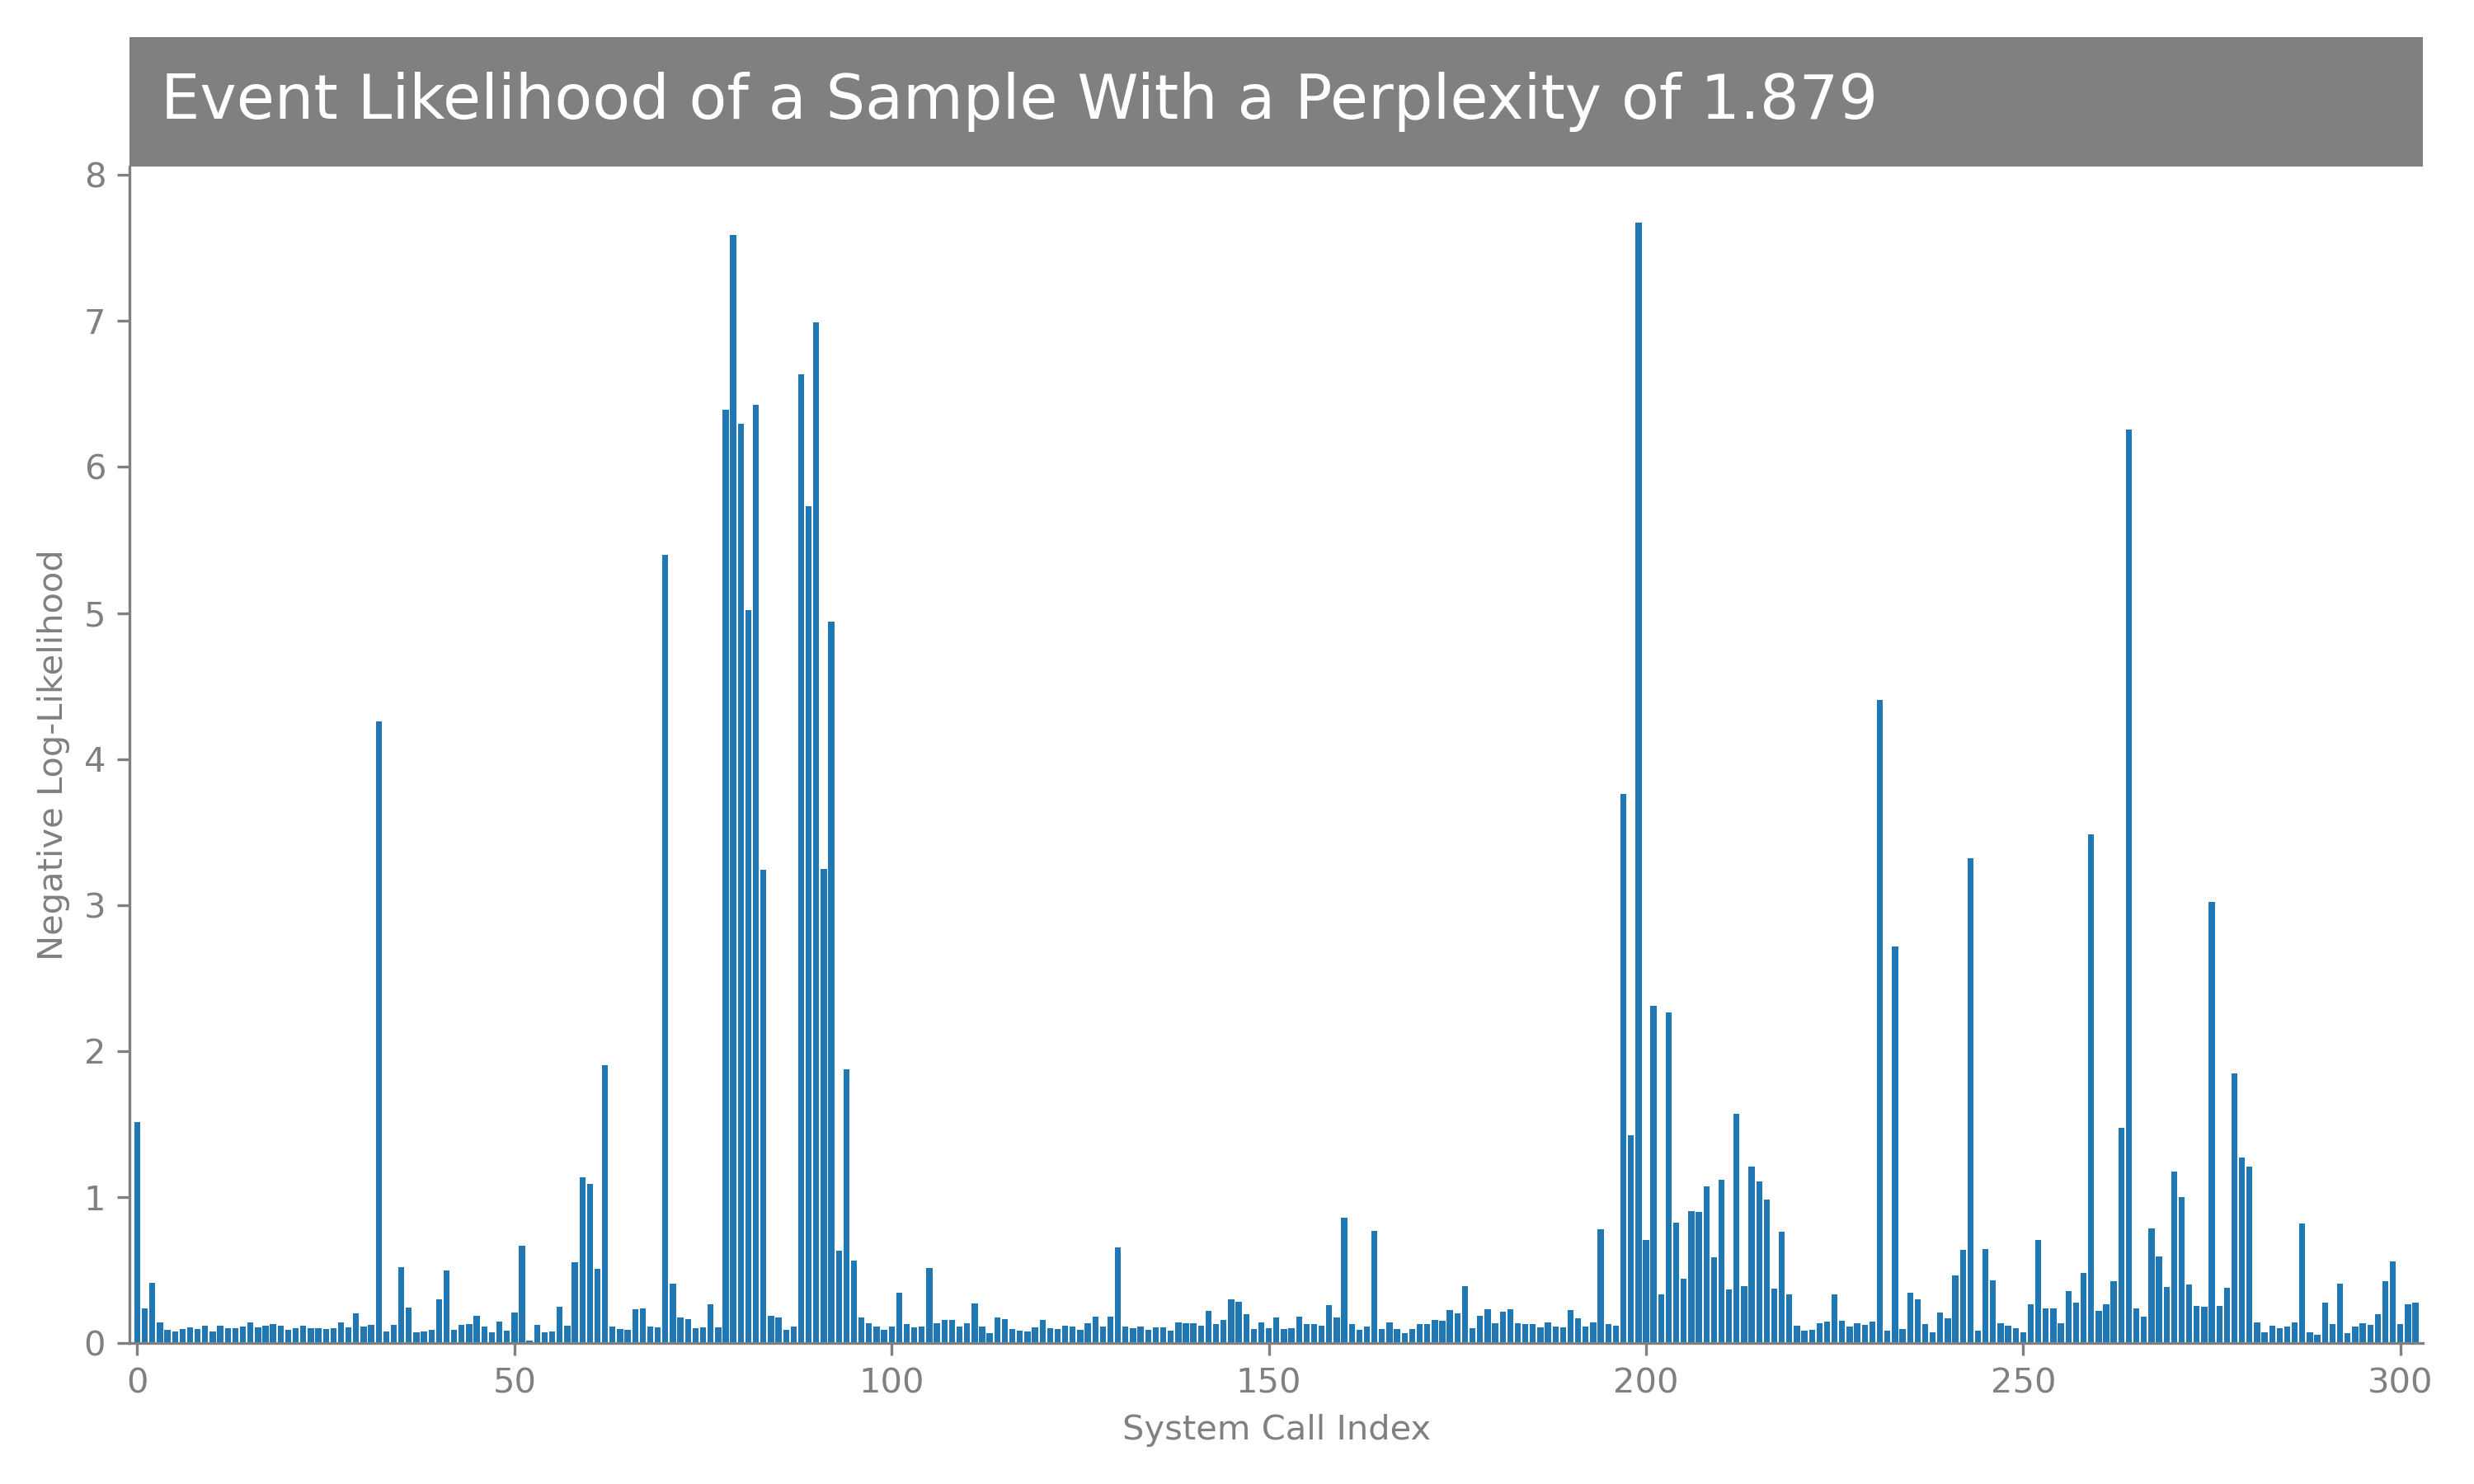 Event Likelihood of a Sample With a Perplexity of 1.879
8
7
6
5
4
3
2
1
0
Negative Log-Likelihood
0 50 100 150 200 250 300
System Call Index